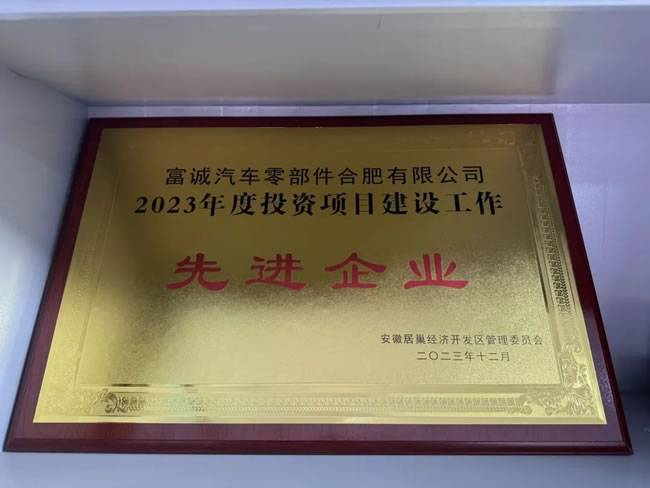 富诚汽车零部件合肥有限公司
2023年度投资项目建设工作
先进企业
安徽居巢经济开发区管理委员会
二〇二三年十二月